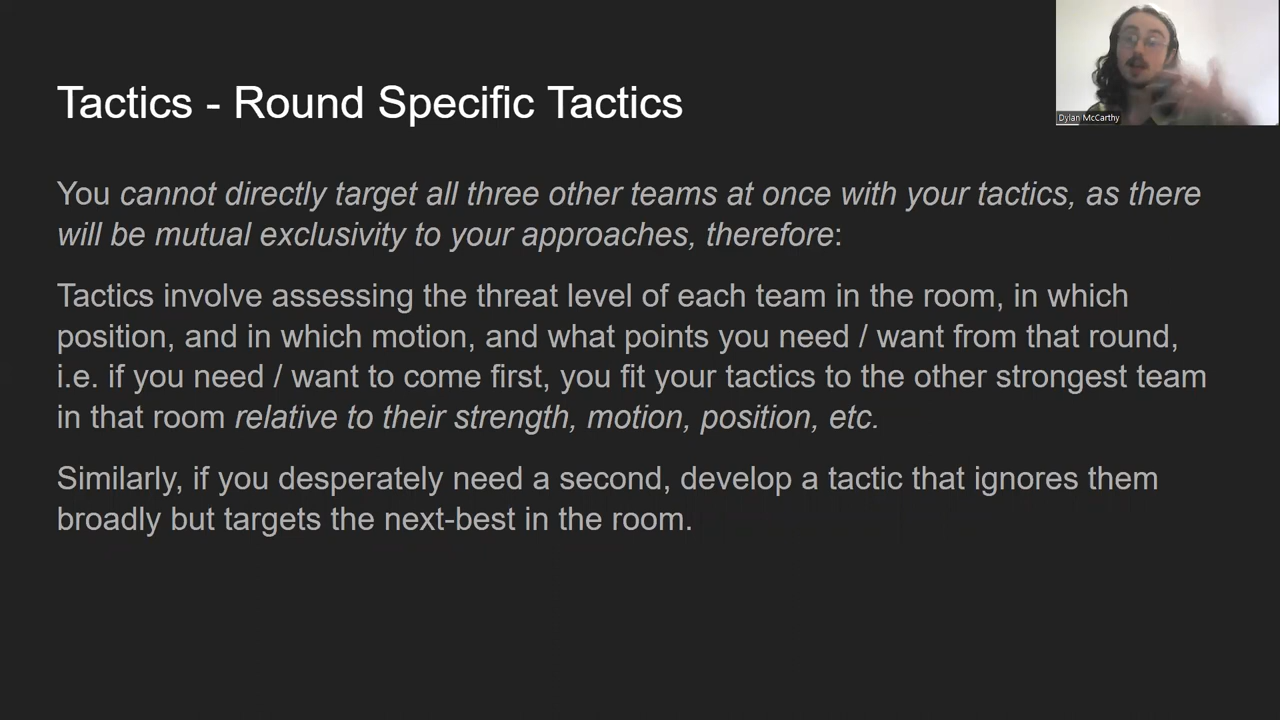 Dylan McCarthy
Tactics - Round Specific Tactics
You cannot directly target all three other teams at once with your tactics, as there
will be mutual exclusivity to your approaches, therefore:
Tactics involve assessing the threat level of each team in the room, in which
position, and in which motion, and what points you need / want from that round,
i.e. if you need / want to come first, you fit your tactics to the other strongest team
in that room relative to their strength, motion, position, etc.
Similarly, if you desperately need a second, develop a tactic that ignores them
broadly but targets the next-best in the room.